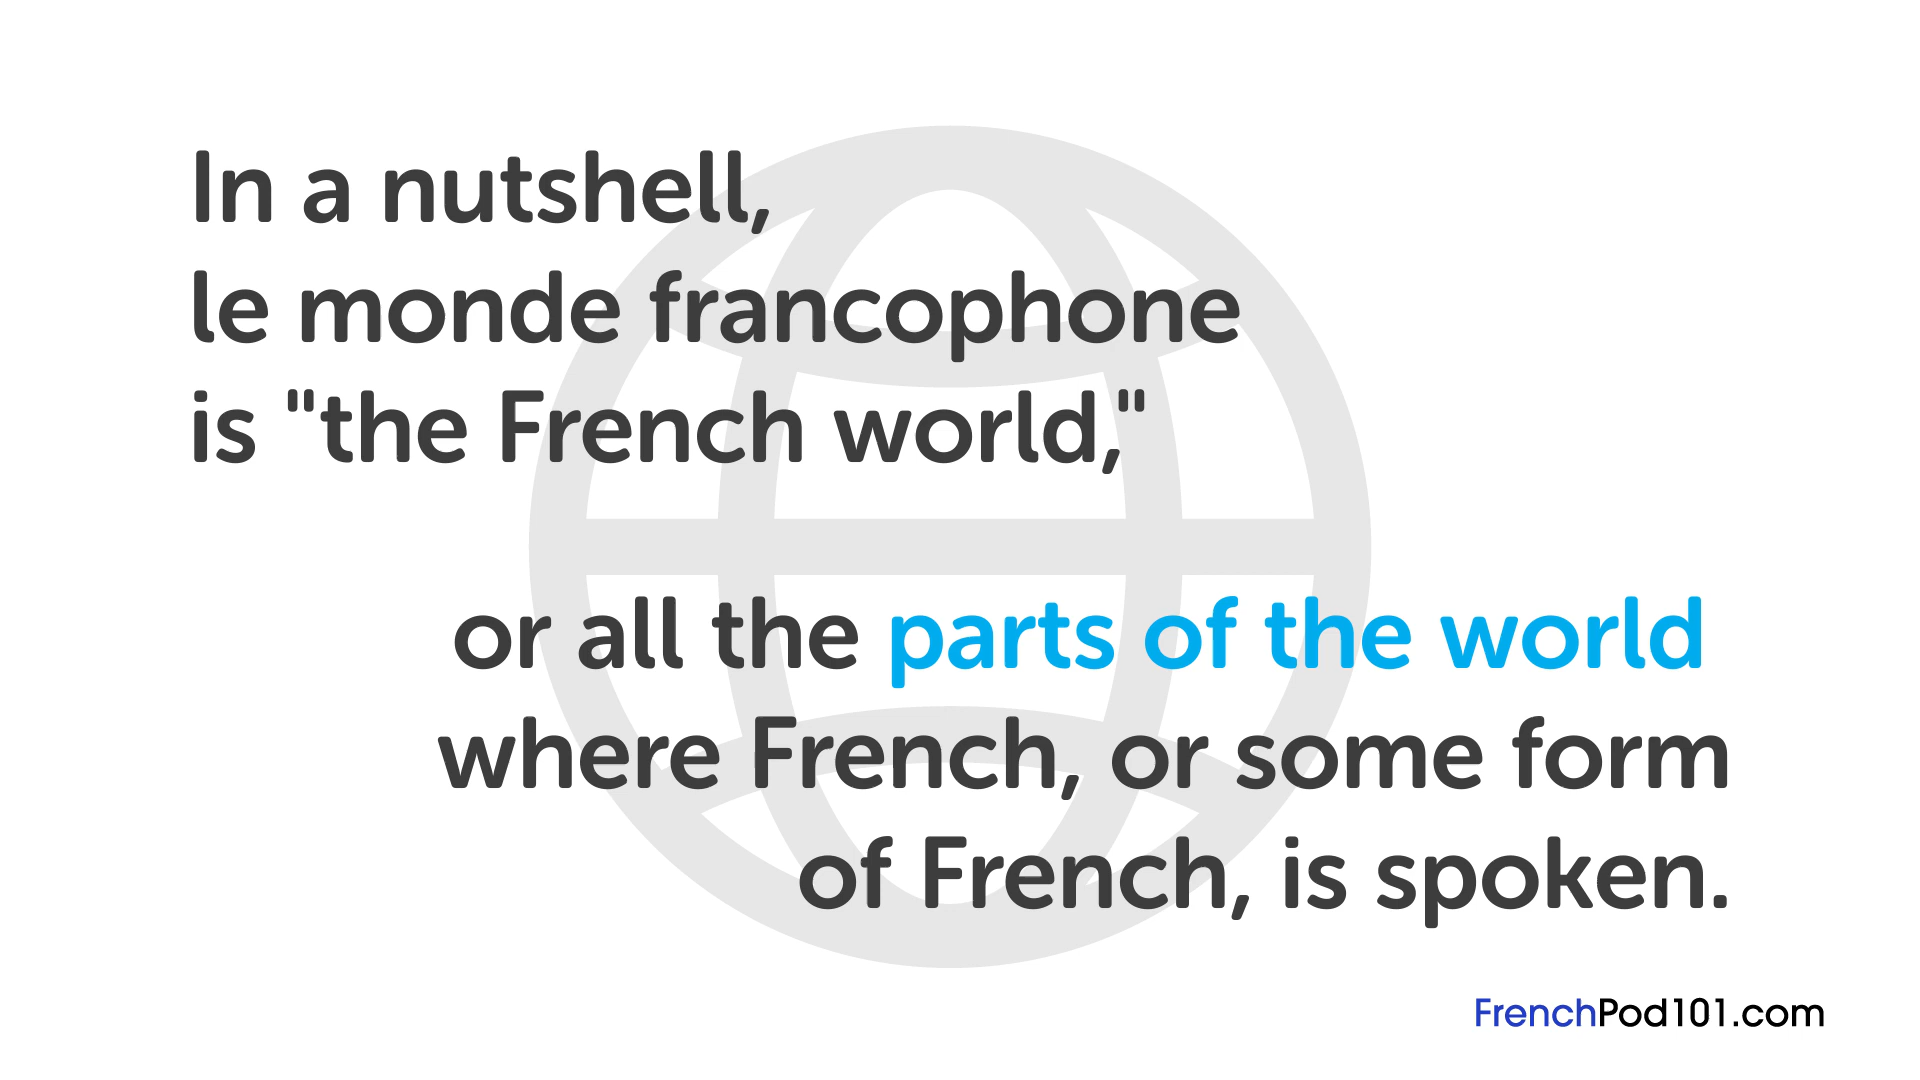 In a nutshell,
le monde francophone
is "the French world,"
or all the parts of the world
where French, or some form
of French, is spoken.
FrenchPod101.com